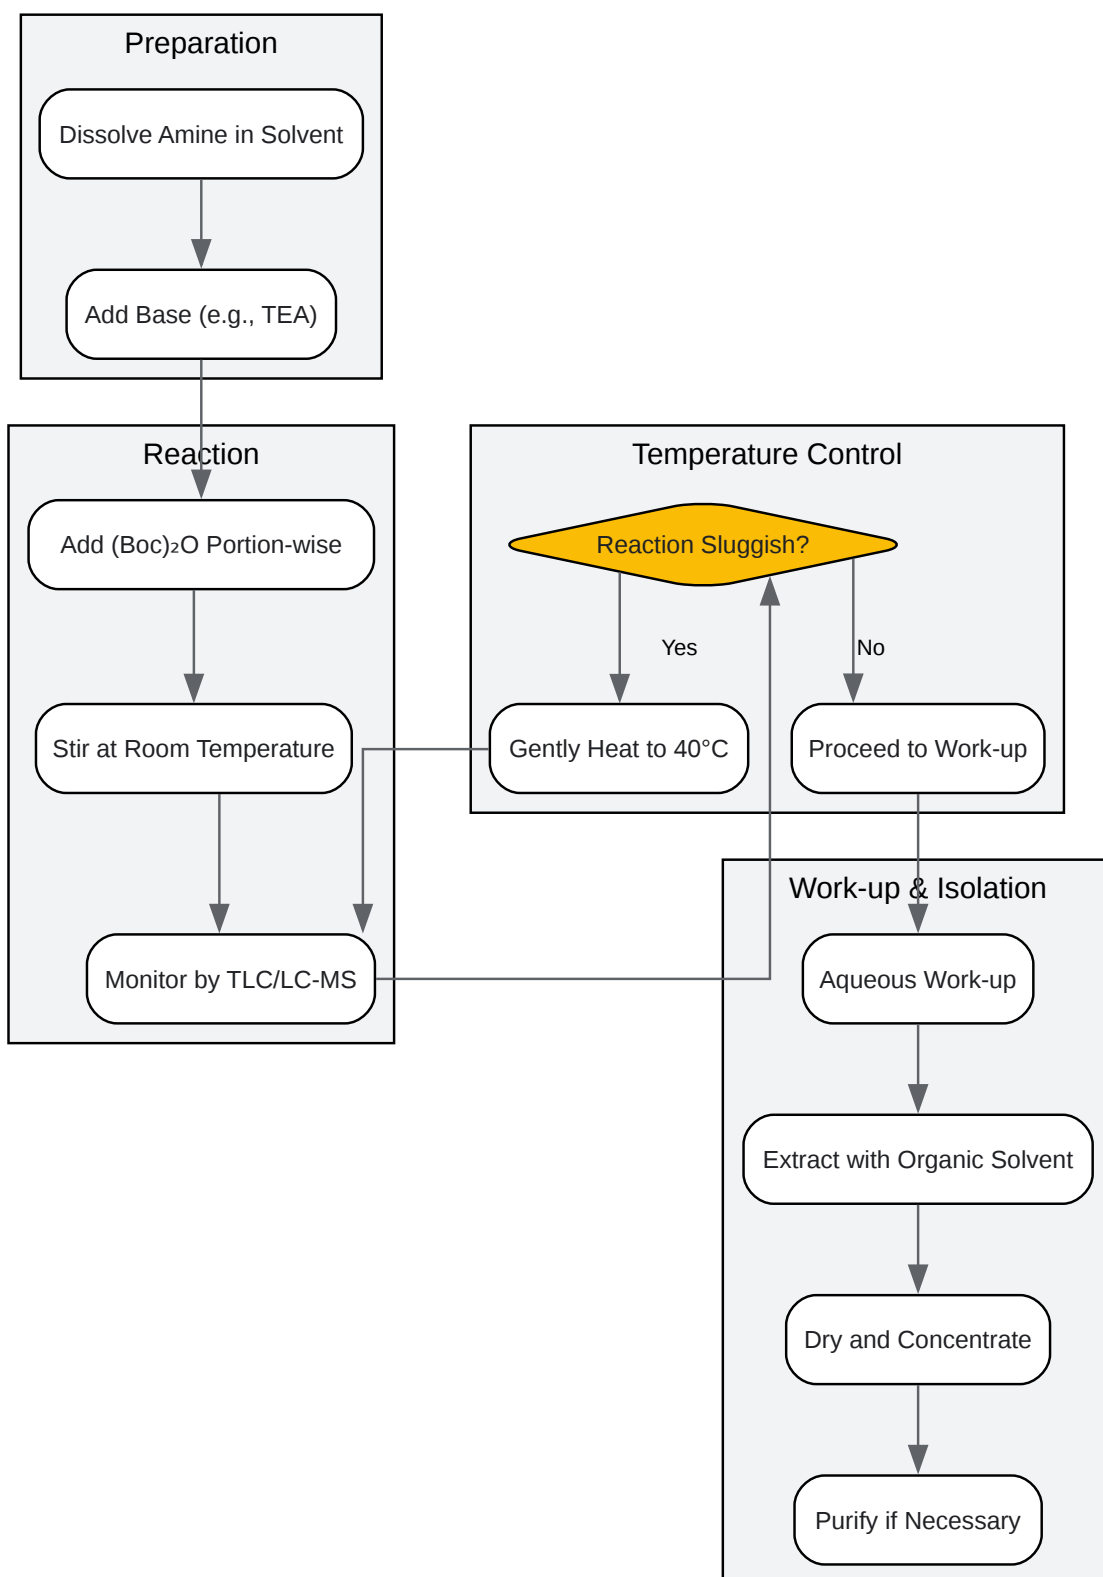 Preparation
Dissolve Amine in Solvent
Add Base (e.g., TEA)
Reaction
Add (Boc)₂O Portion-wise
Stir at Room Temperature
Monitor by TLC/LC-MS
Temperature Control
Reaction Sluggish?
Yes
No
Gently Heat to 40°C
Proceed to Work-up
Work-up & Isolation
Aqueous Work-up
Extract with Organic Solvent
Dry and Concentrate
Purify if Necessary